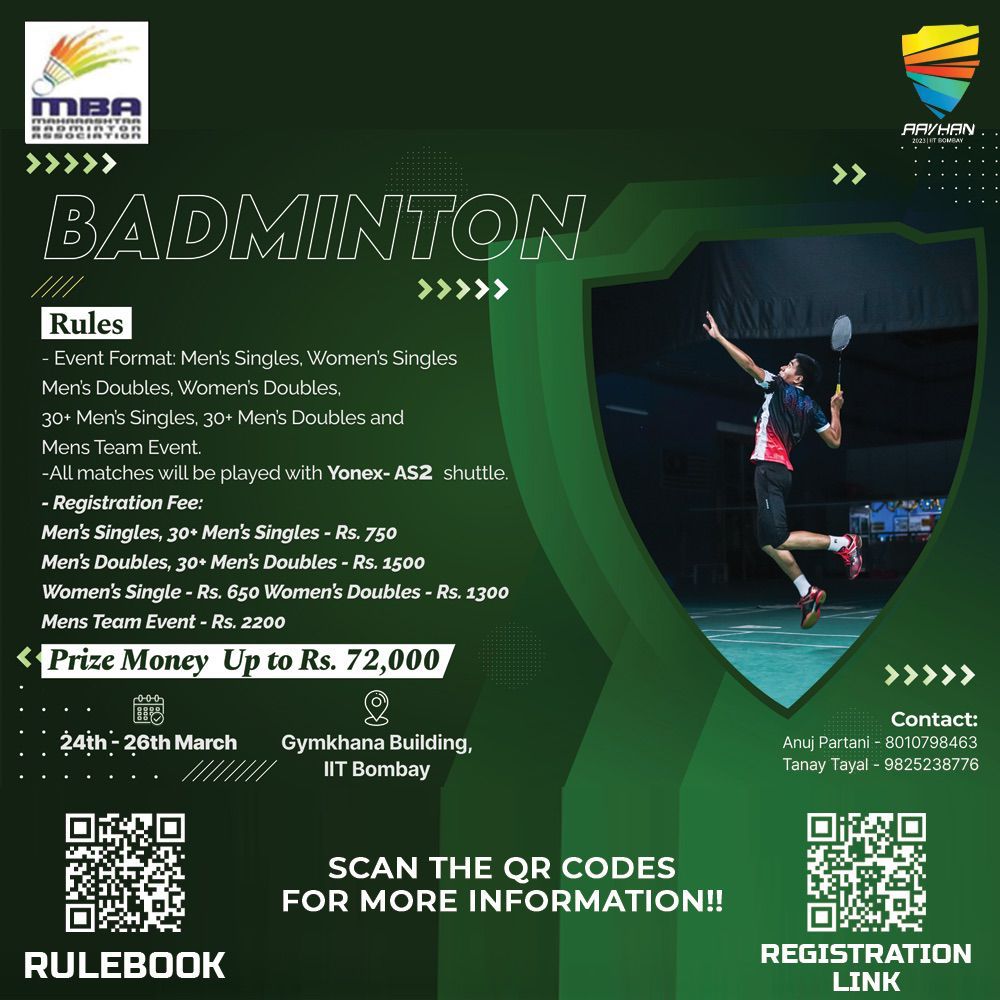 MBA
MAHARASHTRA
BADMINTON
ASSOCIATION
AAVHAN
2023 | IIT BOMBAY
BADMINTON
Rules
- Event Format: Men's Singles, Women's Singles
Men's Doubles, Women's Doubles,
30+ Men's Singles, 30+ Men's Doubles and
Mens Team Event.
-All matches will be played with Yonex- AS2 shuttle.
- Registration Fee:
Men's Singles, 30+ Men's Singles - Rs. 750
Men's Doubles, 30+ Men's Doubles - Rs. 1500
Women's Single - Rs. 650 Women's Doubles - Rs. 1300
Mens Team Event - Rs. 2200
Prize Money Up to Rs. 72,000
24th - 26th March
Gymkhana Building,
IIT Bombay
Contact:
Anuj Partani - 8010798463
Tanay Tayal - 9825238776
SCAN THE QR CODES
FOR MORE INFORMATION!!
RULEBOOK
REGISTRATION
LINK